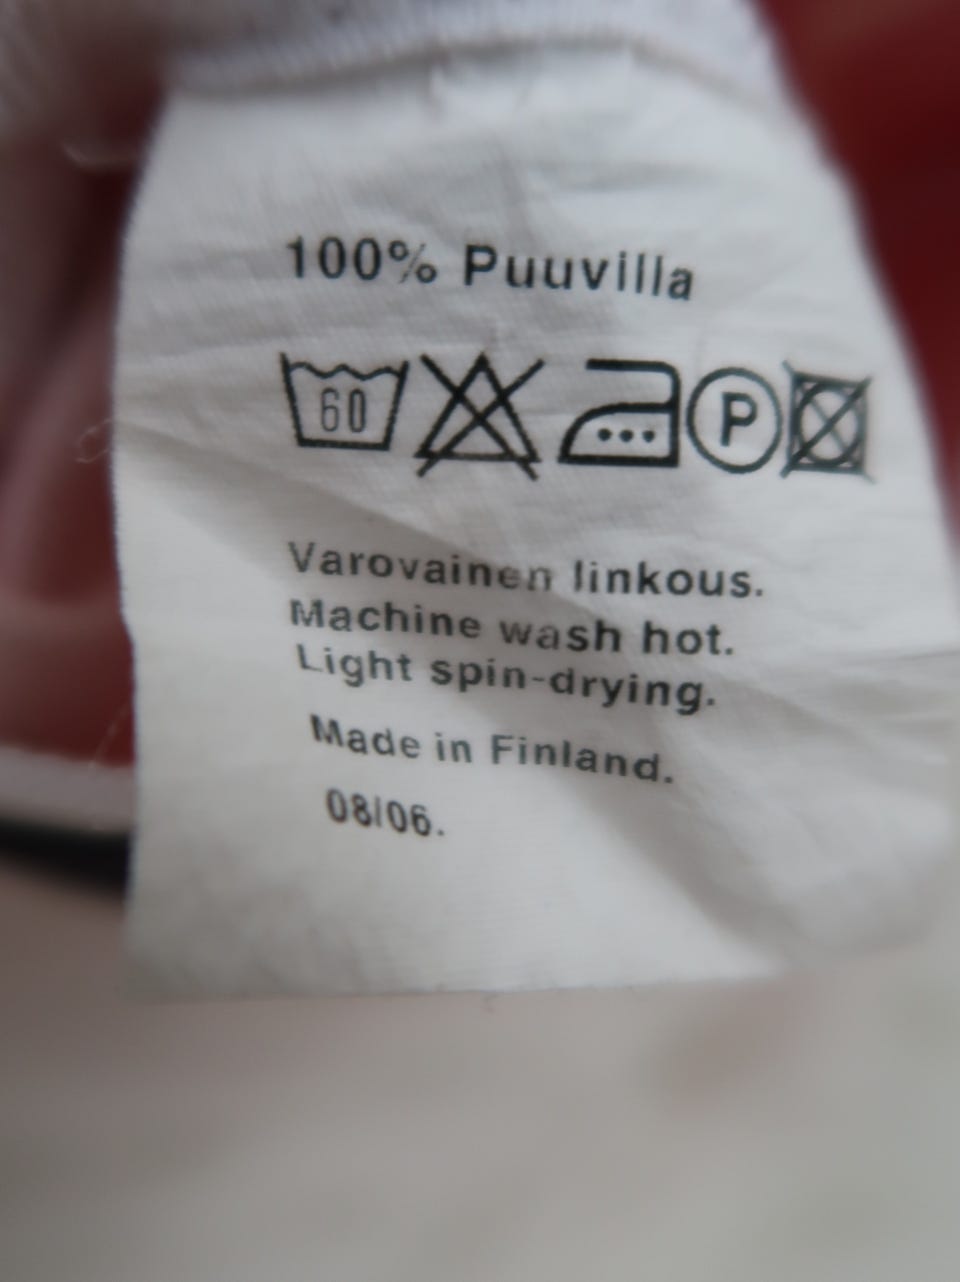 100% Puuvilla
60 P
Varovainen linkous.
Machine wash hot.
Light spin-drying.
Made in Finland.
08/06.